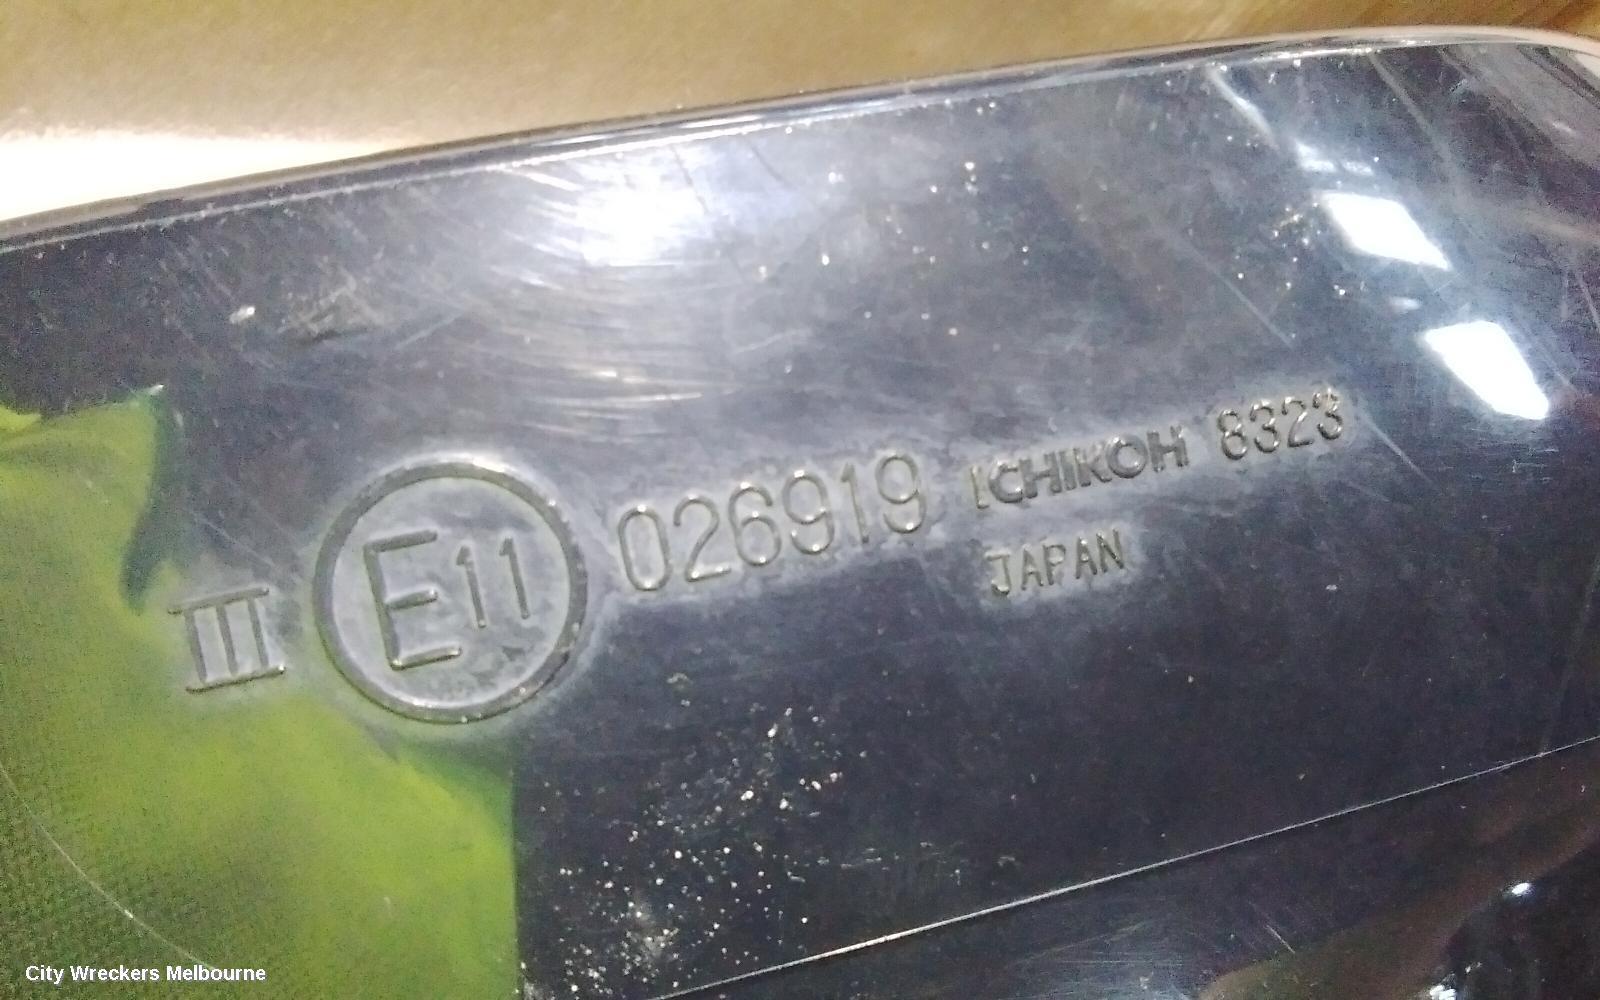 III E11 026919 ICHIKOH 8323
JAPAN
City Wreckers Melbourne